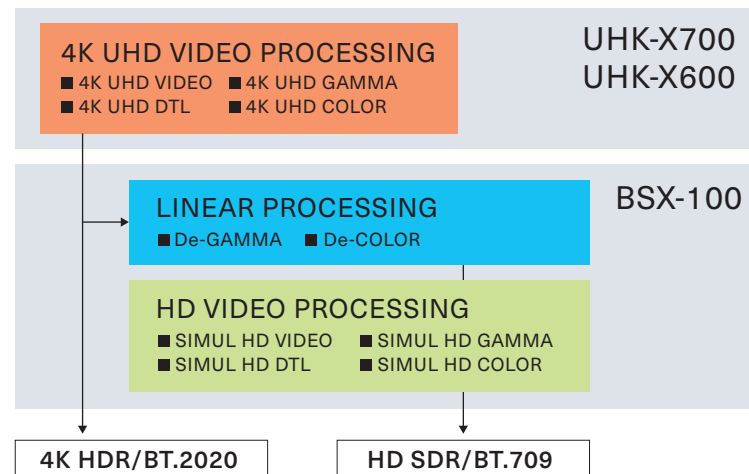 4K UHD VIDEO PROCESSING
■ 4K UHD VIDEO ■ 4K UHD GAMMA
■ 4K UHD DTL ■ 4K UHD COLOR
UHK-X700
UHK-X600
LINEAR PROCESSING
■ De-GAMMA ■ De-COLOR
BSX-100
HD VIDEO PROCESSING
■ SIMUL HD VIDEO ■ SIMUL HD GAMMA
■ SIMUL HD DTL ■ SIMUL HD COLOR
4K HDR/BT.2020
HD SDR/BT.709